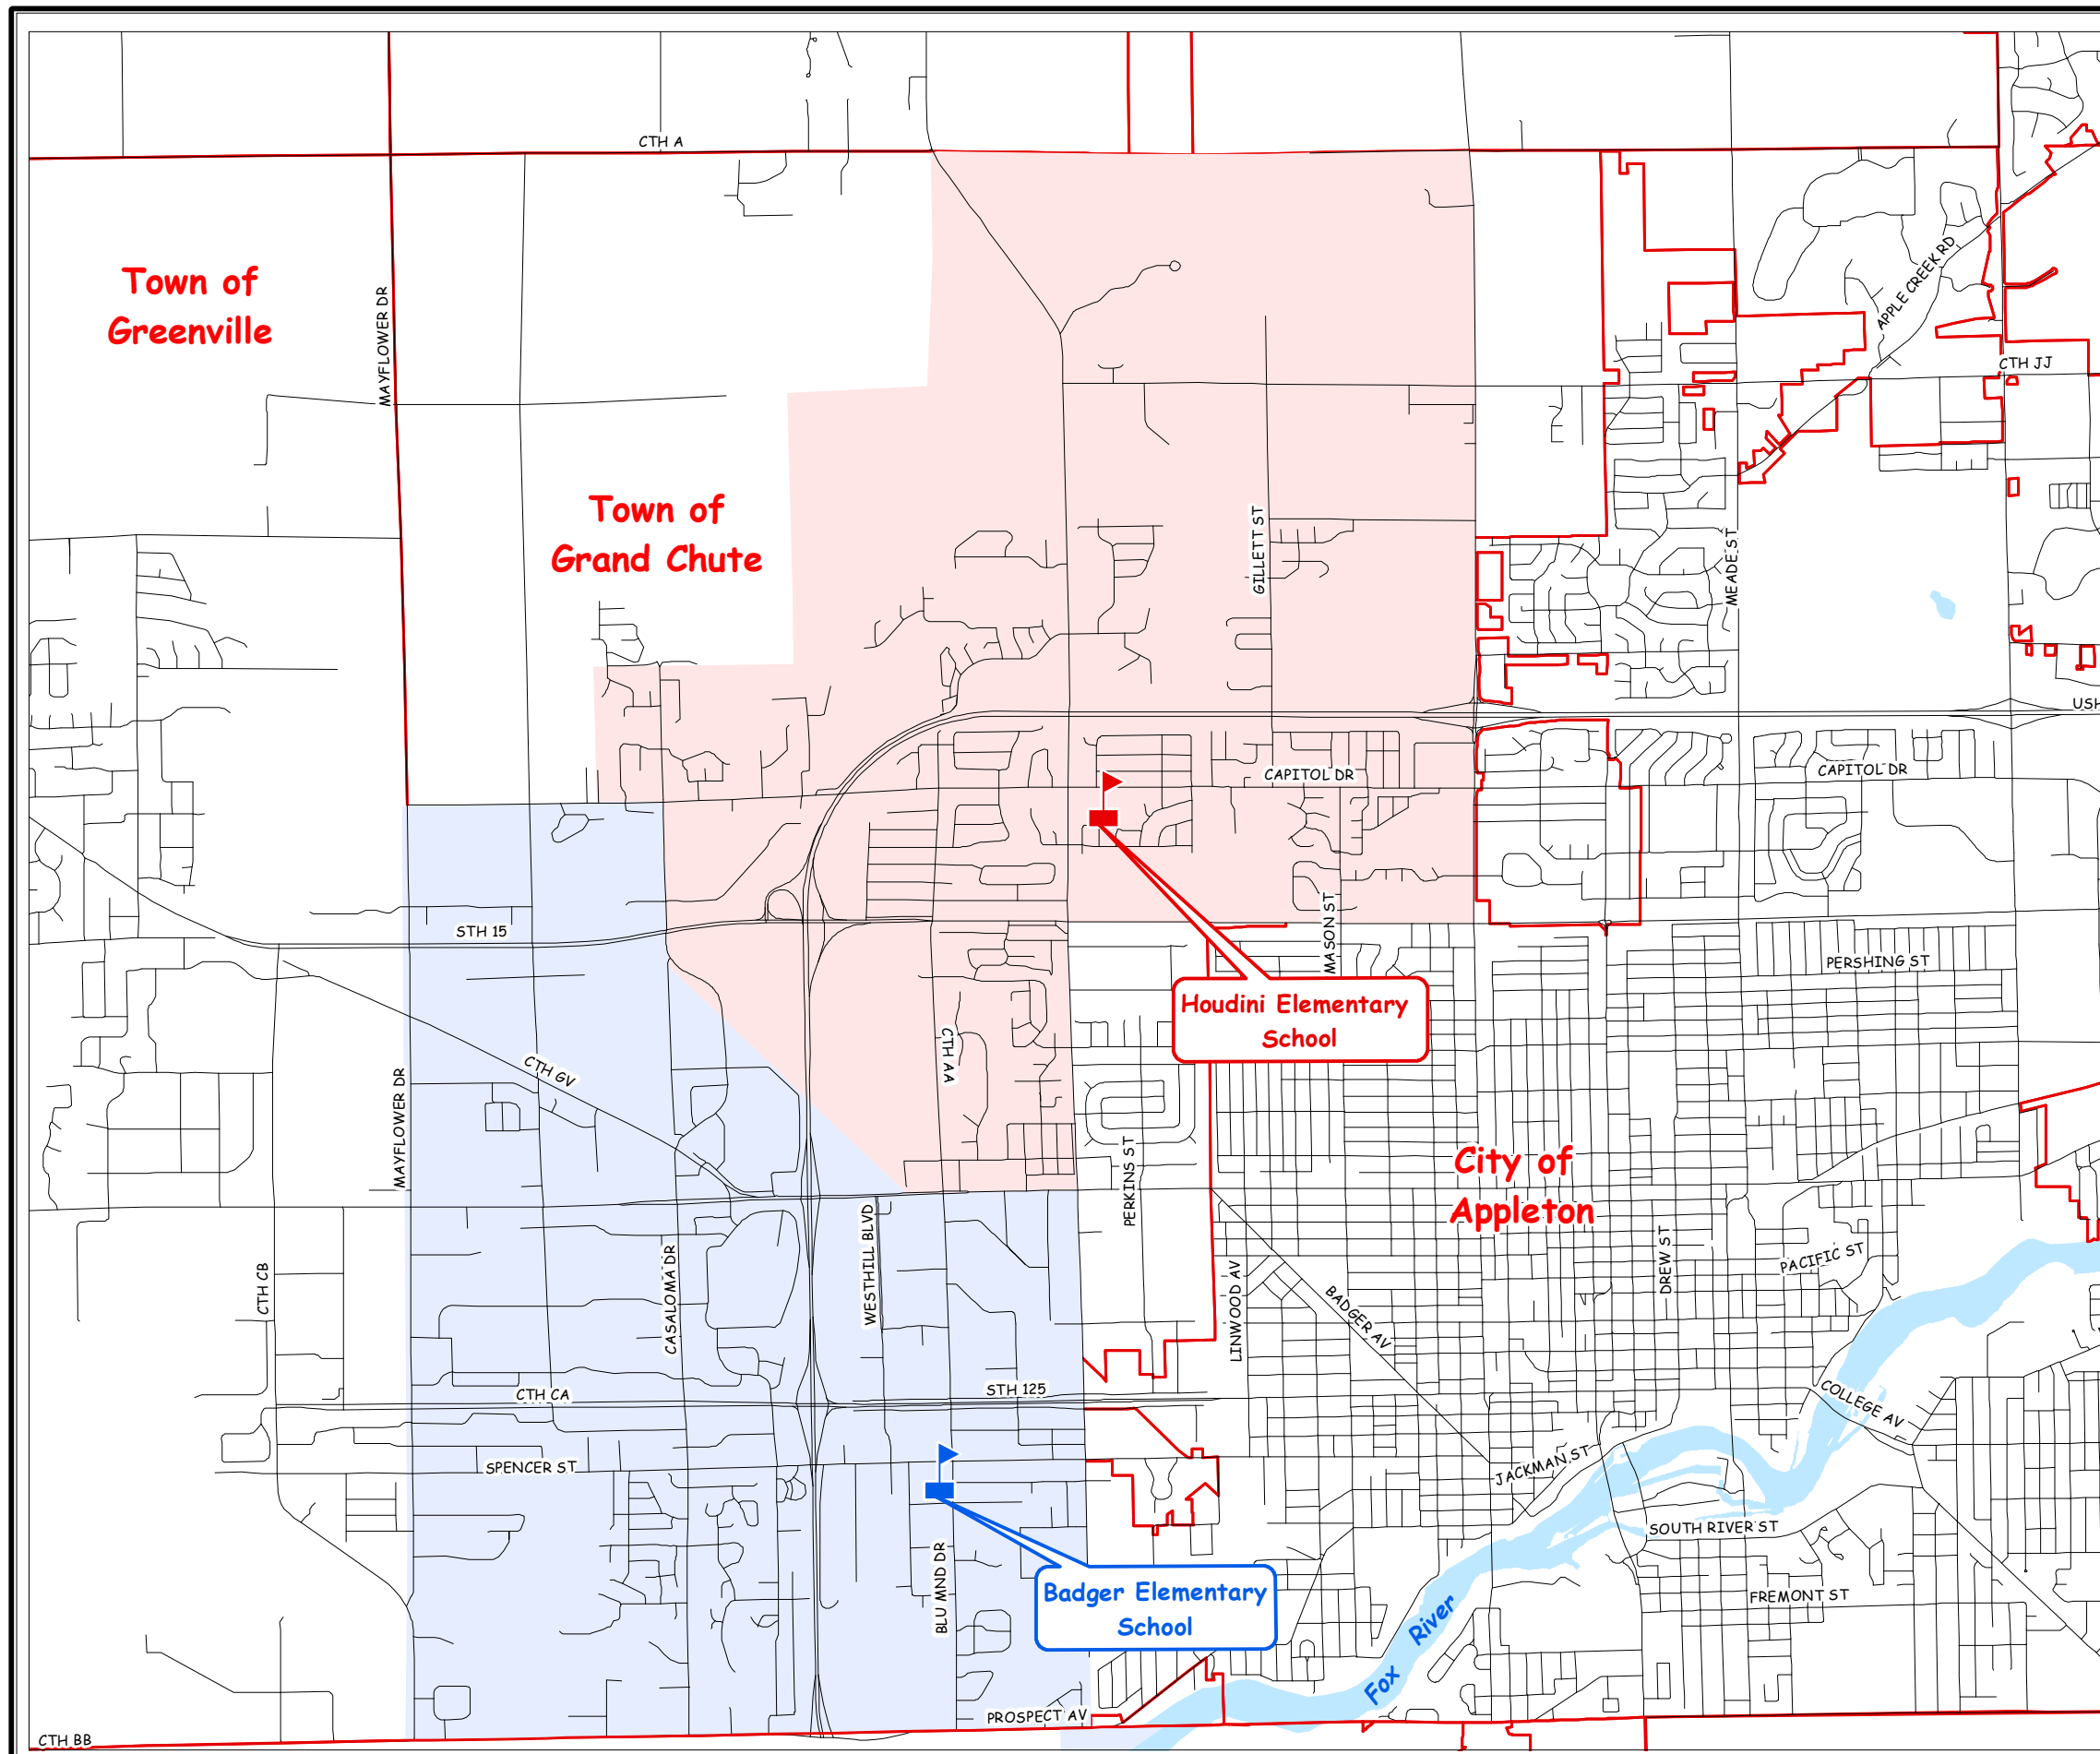 CTH A
Town of
Greenville
MAYFLOWER DR
APPLE CREEK RD
CTH JJ
Town of
Grand Chute
GILLETT ST
MEADE ST
USH
CAPITOL DR
CAPITOL DR
STH 15
MASON ST
PERSHING ST
Houdini Elementary
School
CTH GV
CTH AA
MAYFLOWER DR
PERKINS ST
City of
Appleton
CTH CB
CASALOMA DR
WESTHILL BLVD
LINWOOD AV
BADGER AV
DREW ST
PACIFIC ST
CTH CA
STH 125
COLLEGE AV
SPENCER ST
JACKMAN ST
SOUTH RIVER ST
BLU MND DR
Badger Elementary
School
FREMONT ST
Fox River
PROSPECT AV
CTH BB